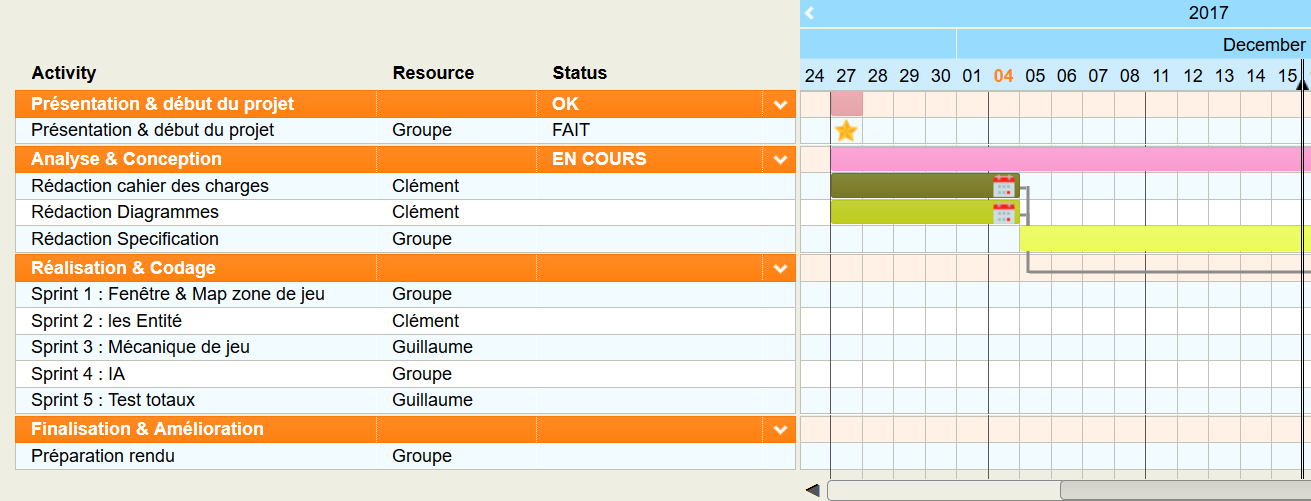 2017
December
Activity Resource Status 24 27 28 29 30 01 04 05 06 07 08 11 12 13 14 15
Présentation & début du projet OK
Présentation & début du projet Groupe FAIT
Analyse & Conception EN COURS
Rédaction cahier des charges Clément
Rédaction Diagrammes Clément
Rédaction Specification Groupe
Réalisation & Codage
Sprint 1 : Fenêtre & Map zone de jeu Groupe
Sprint 2 : les Entité Clément
Sprint 3 : Mécanique de jeu Guillaume
Sprint 4 : IA Groupe
Sprint 5 : Test totaux Guillaume
Finalisation & Amélioration
Préparation rendu Groupe